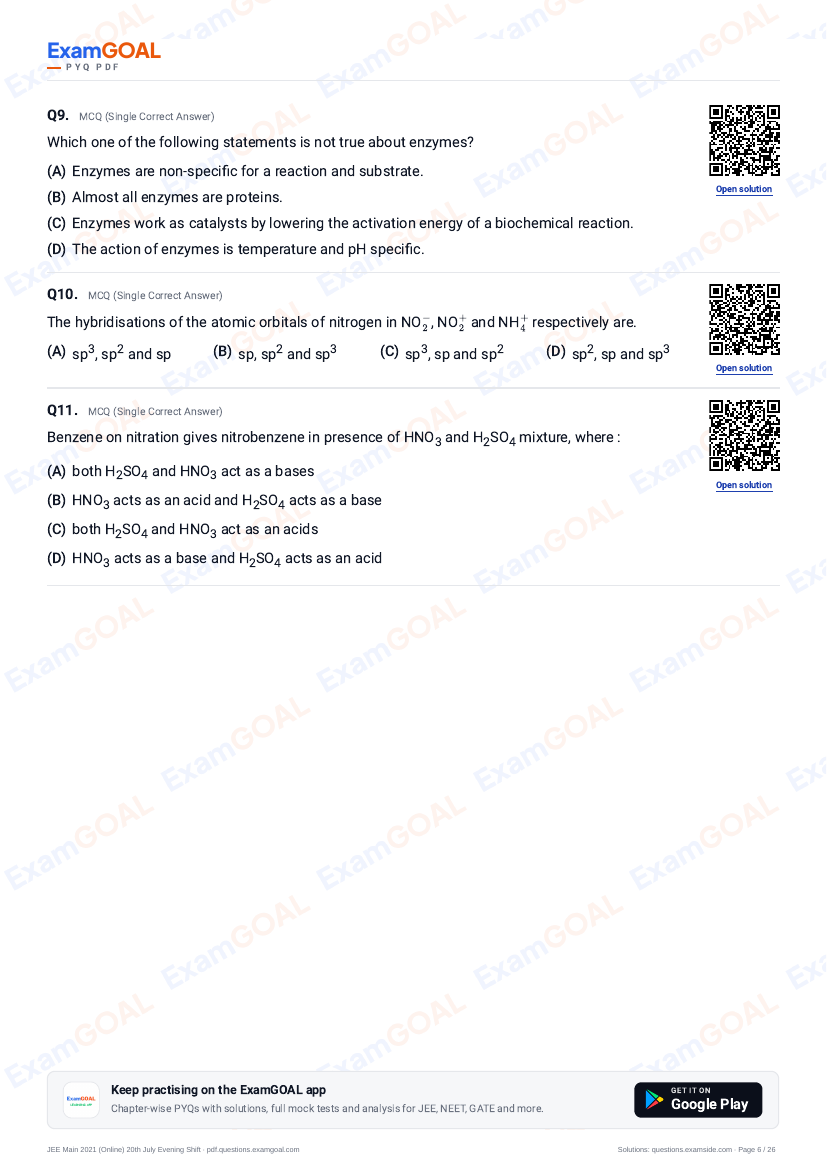 ExamGOAL
PYQ PDF
Q9. MCQ (Single Correct Answer)
Which one of the following statements is not true about enzymes?
(A) Enzymes are non-specific for a reaction and substrate.
(B) Almost all enzymes are proteins.
(C) Enzymes work as catalysts by lowering the activation energy of a biochemical reaction.
(D) The action of enzymes is temperature and pH specific.
Open solution
Q10. MCQ (Single Correct Answer)
The hybridisations of the atomic orbitals of nitrogen in NO₂⁻, NO₂⁺ and NH₄⁺ respectively are.
(A) sp³, sp² and sp (B) sp, sp² and sp³ (C) sp³, sp and sp² (D) sp², sp and sp³
Open solution
Q11. MCQ (Single Correct Answer)
Benzene on nitration gives nitrobenzene in presence of HNO₃ and H₂SO₄ mixture, where :
(A) both H₂SO₄ and HNO₃ act as a bases
(B) HNO₃ acts as an acid and H₂SO₄ acts as a base
(C) both H₂SO₄ and HNO₃ act as an acids
(D) HNO₃ acts as a base and H₂SO₄ acts as an acid
Open solution
ExamGOAL
Keep practising on the ExamGOAL app
Chapter-wise PYQs with solutions, full mock tests and analysis for JEE, NEET, GATE and more.
GET IT ON
Google Play
JEE Main 2021 (Online) 20th July Evening Shift · pdf.questions.examgoal.com
Solutions: questions.examside.com · Page 6 / 26